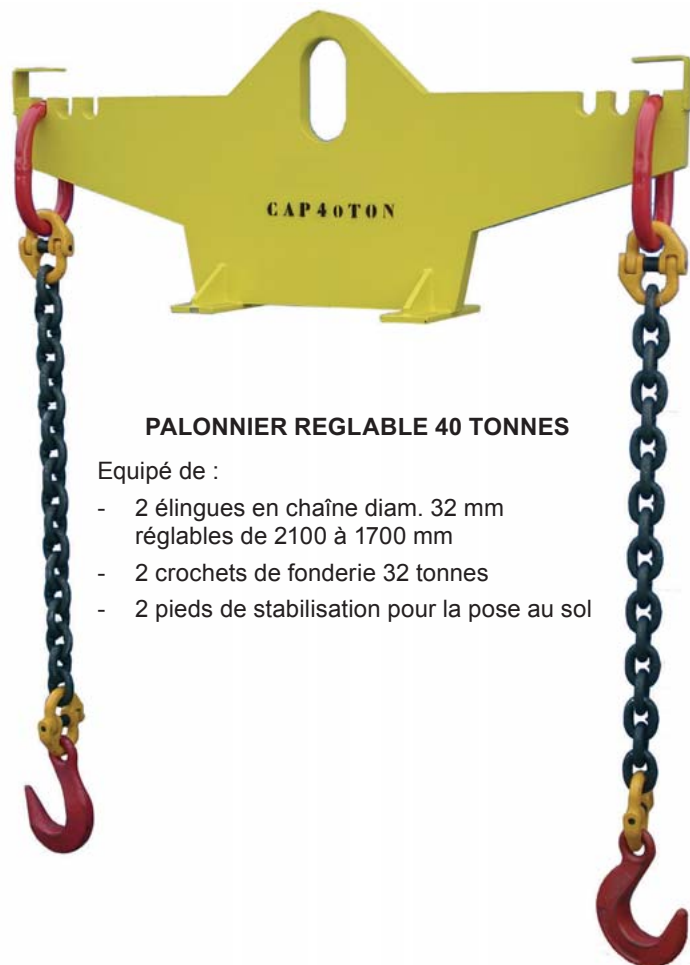 CAP40TON
PALONNIER REGLABLE 40 TONNES
Equipé de :
- 2 élingues en chaîne diam. 32 mm
réglables de 2100 à 1700 mm
- 2 crochets de fonderie 32 tonnes
- 2 pieds de stabilisation pour la pose au sol